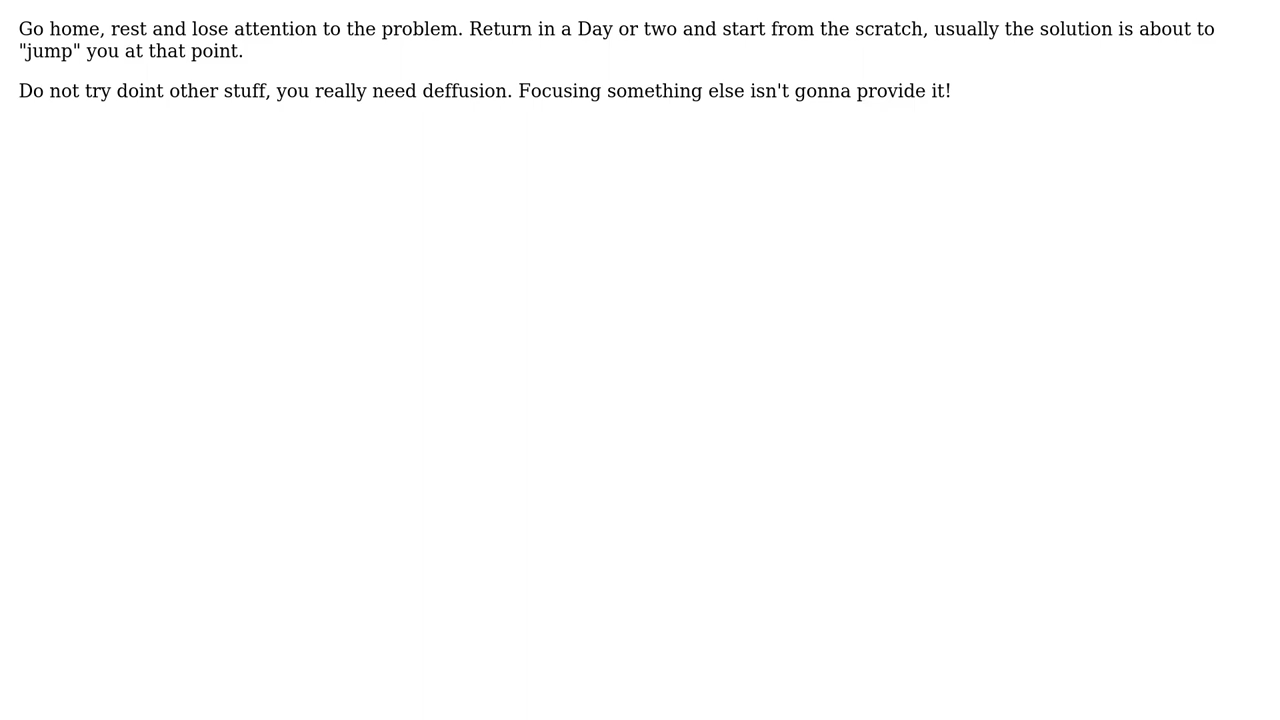 Go home, rest and lose attention to the problem. Return in a Day or two and start from the scratch, usually the solution is about to
"jump" you at that point.
Do not try doint other stuff, you really need deffusion. Focusing something else isn't gonna provide it!